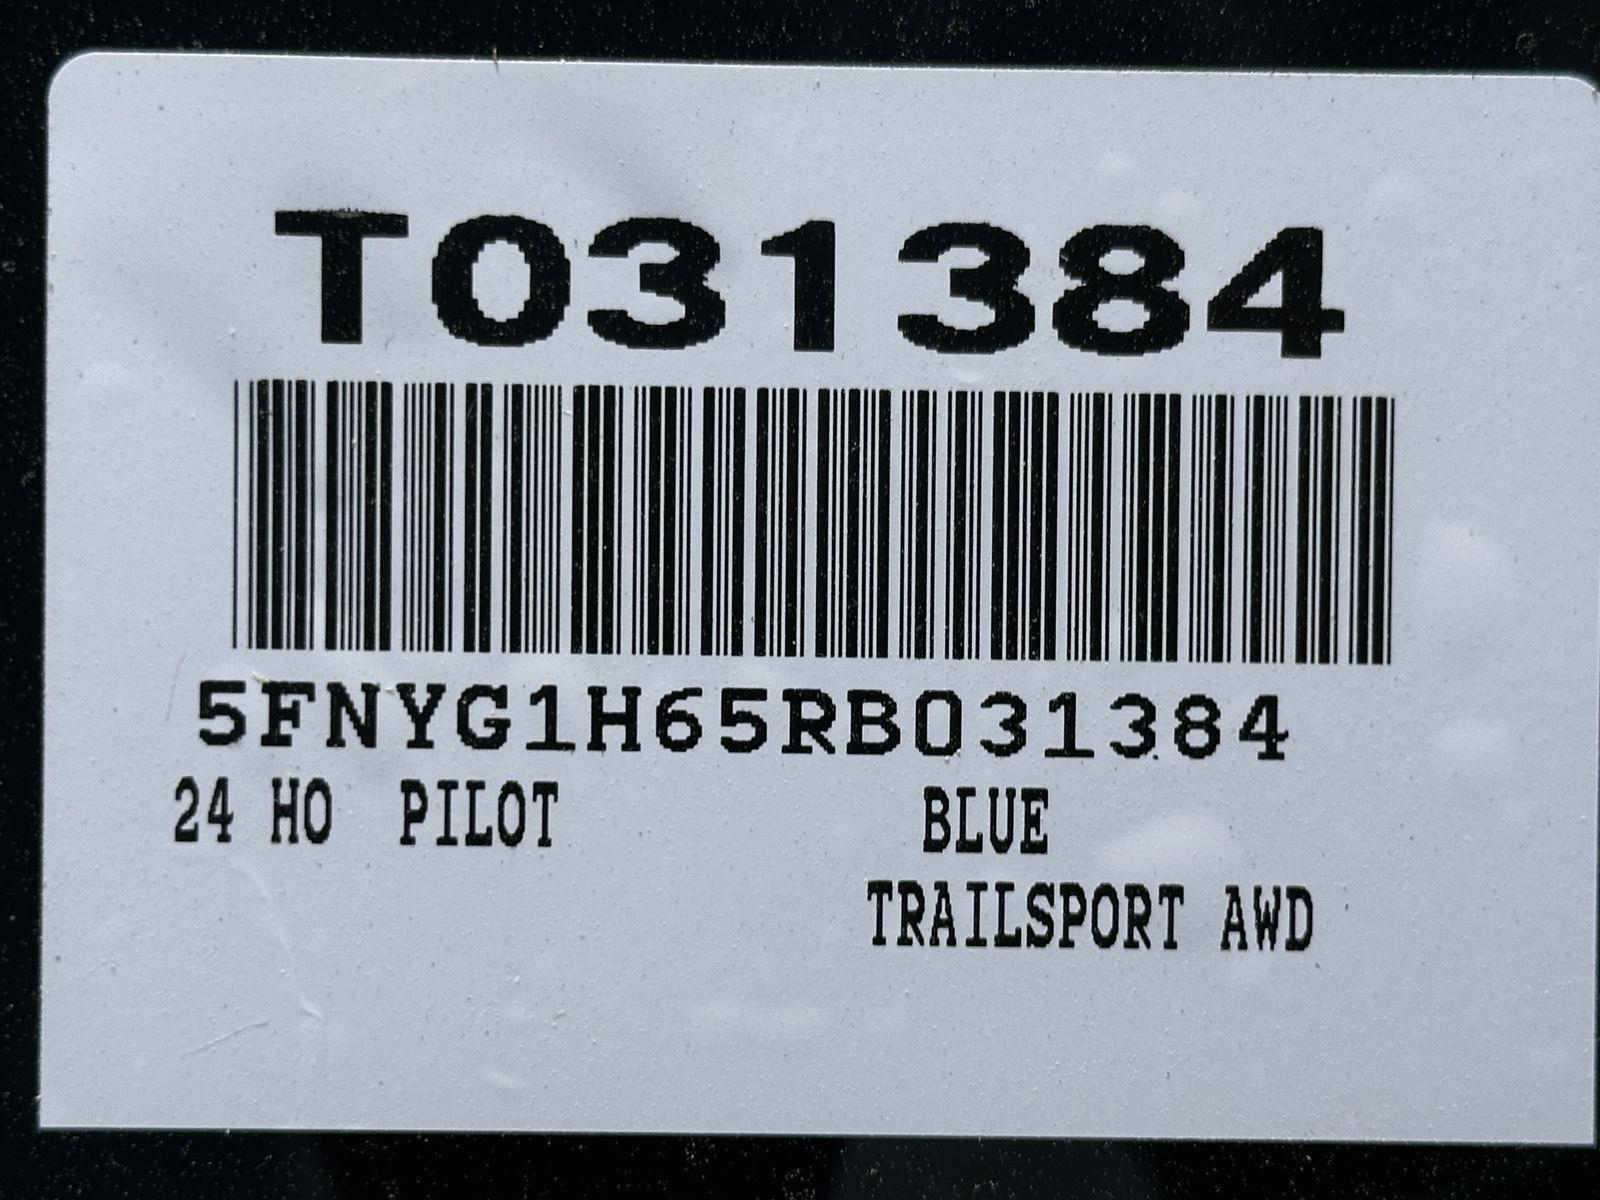 T031384
5FNYG1H65RB031384
24 HO PILOT BLUE
TRAILSPORT AWD